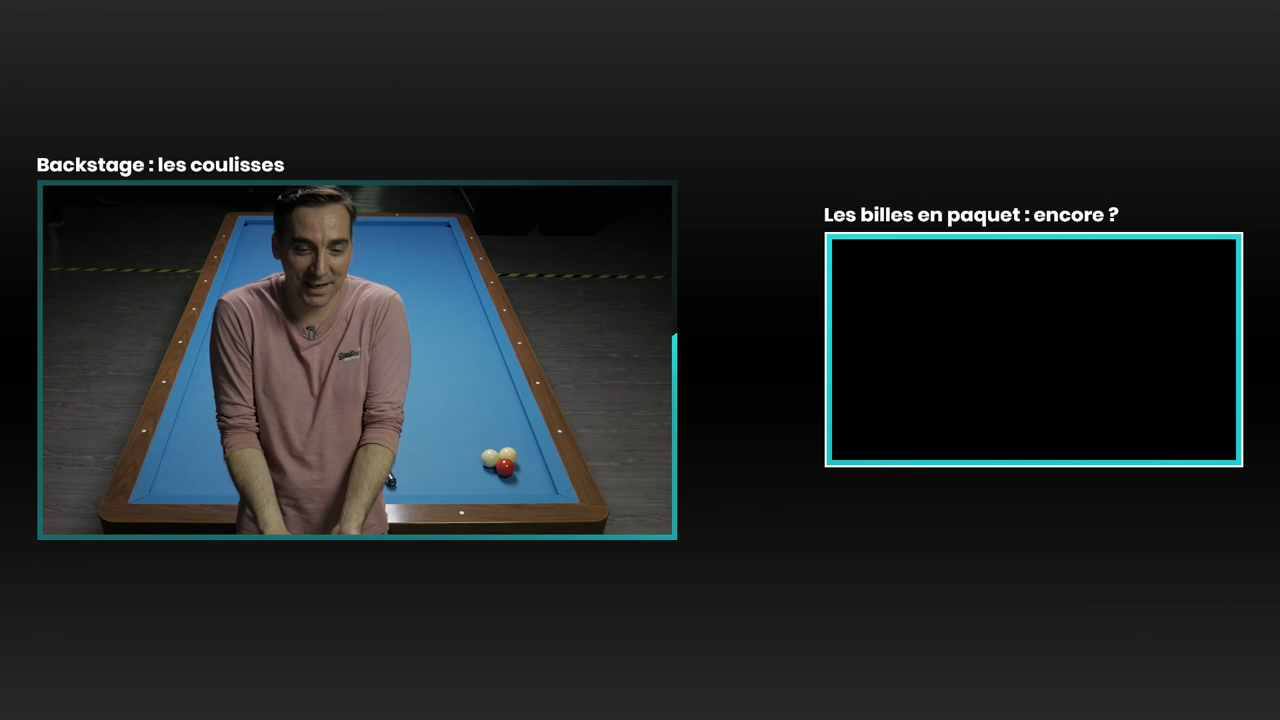 Backstage : les coulisses
Les billes en paquet : encore ?